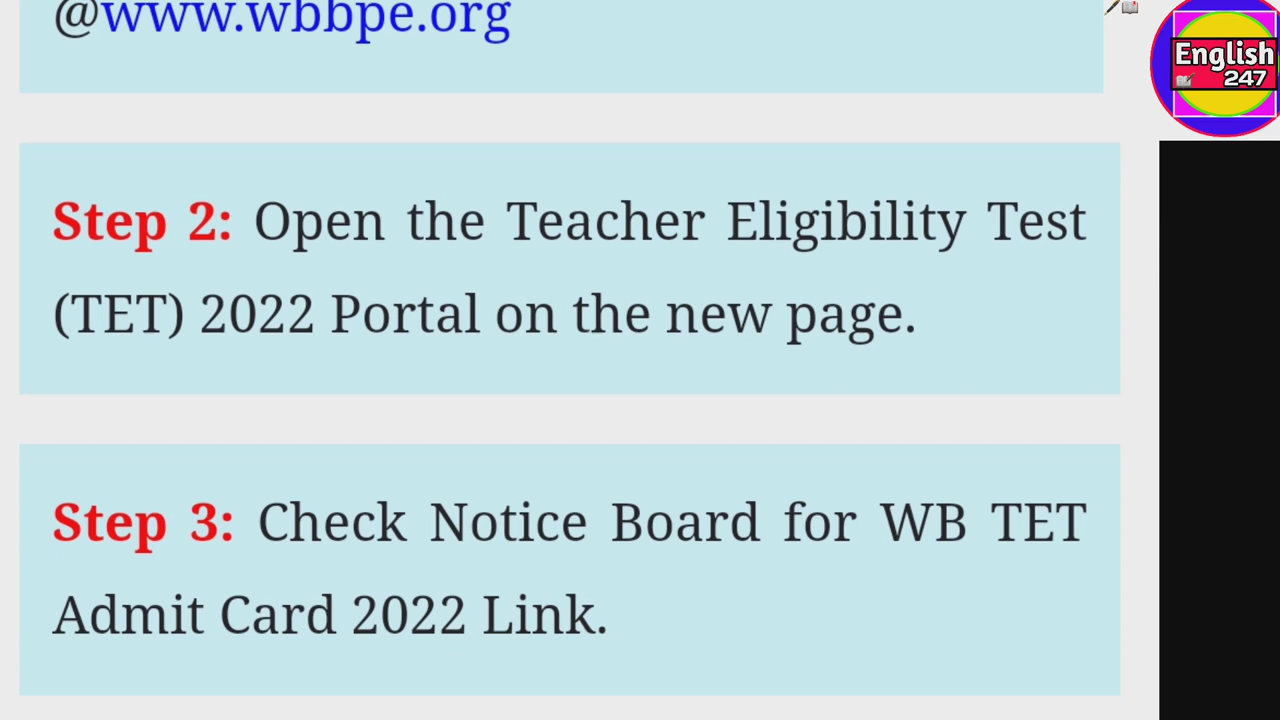 @www.wbbpe.org
English
247
Step 2: Open the Teacher Eligibility Test
(TET) 2022 Portal on the new page.
Step 3: Check Notice Board for WB TET
Admit Card 2022 Link.